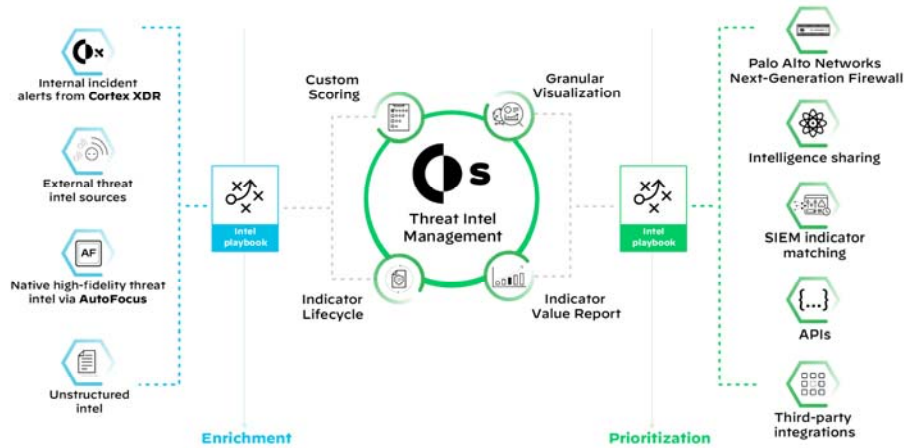 Internal incident
alerts from Cortex XDR
External threat
intel sources
AF
Native high-fidelity threat
intel via AutoFocus
Unstructured
intel
Intel
playbook
Enrichment
Custom
Scoring
Granular
Visualization
S
Threat Intel
Management
Indicator
Lifecycle
Indicator
Value Report
Intel
playbook
Prioritization
Palo Alto Networks
Next-Generation Firewall
Intelligence sharing
SIEM indicator
matching
{...}
APIs
Third-party
integrations